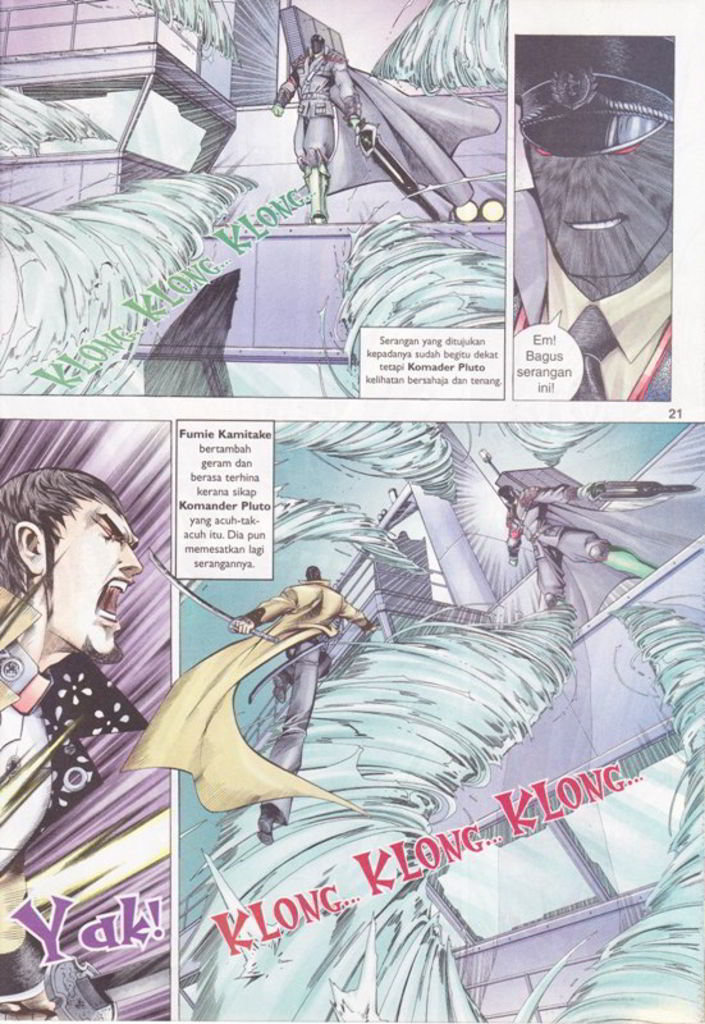 KLONG... KLONG... KLONG...
Serangan yang ditujukan
kepadanya sudah begitu dekat
tetapi Komader Pluto
kelihatan bersahaja dan tenang.
Em!
Bagus
serangan
ini!
21
Fumie Kamitake
bertambah
geram dan
berasa terhina
kerana sikap
Komander Pluto
yang acuh-tak-
acuh itu. Dia pun
memesatkan lagi
serangannya.
Yak!
KLONG... KLONG... KLONG...